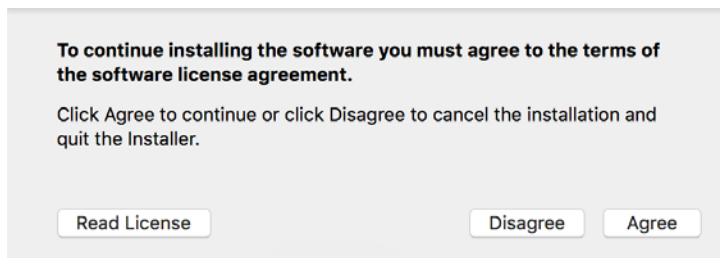 To continue installing the software you must agree to the terms of
the software license agreement.
Click Agree to continue or click Disagree to cancel the installation and
quit the Installer.
Read License
Disagree
Agree